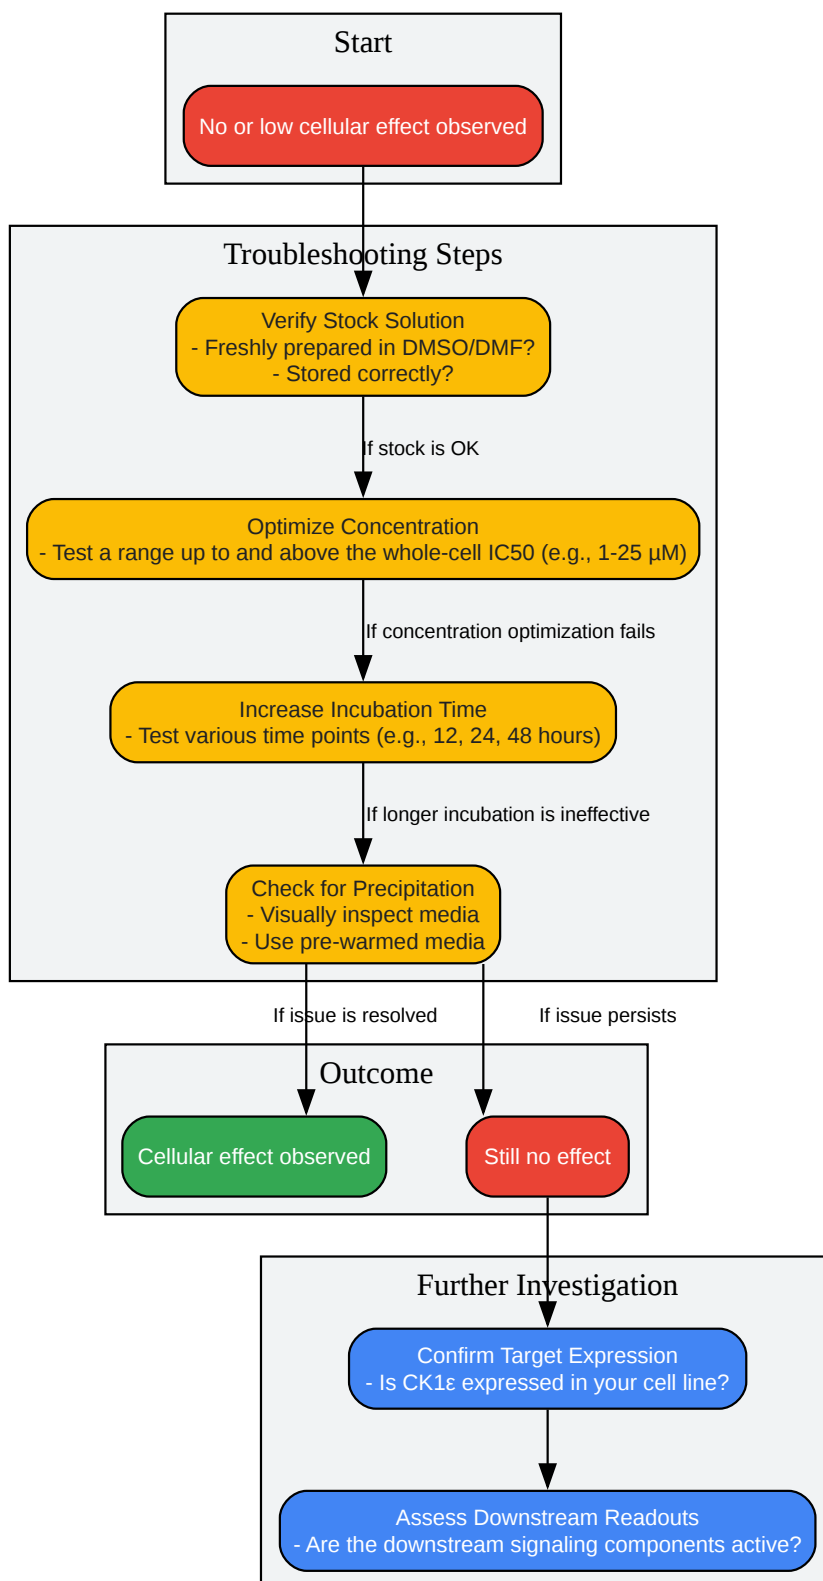 Start
No or low cellular effect observed
Troubleshooting Steps
Verify Stock Solution
- Freshly prepared in DMSO/DMF?
- Stored correctly?
If stock is OK
Optimize Concentration
- Test a range up to and above the whole-cell IC50 (e.g., 1-25 µM)
If concentration optimization fails
Increase Incubation Time
- Test various time points (e.g., 12, 24, 48 hours)
If longer incubation is ineffective
Check for Precipitation
- Visually inspect media
- Use pre-warmed media
If issue is resolved
If issue persists
Outcome
Cellular effect observed
Still no effect
Further Investigation
Confirm Target Expression
- Is CK1ε expressed in your cell line?
Assess Downstream Readouts
- Are the downstream signaling components active?